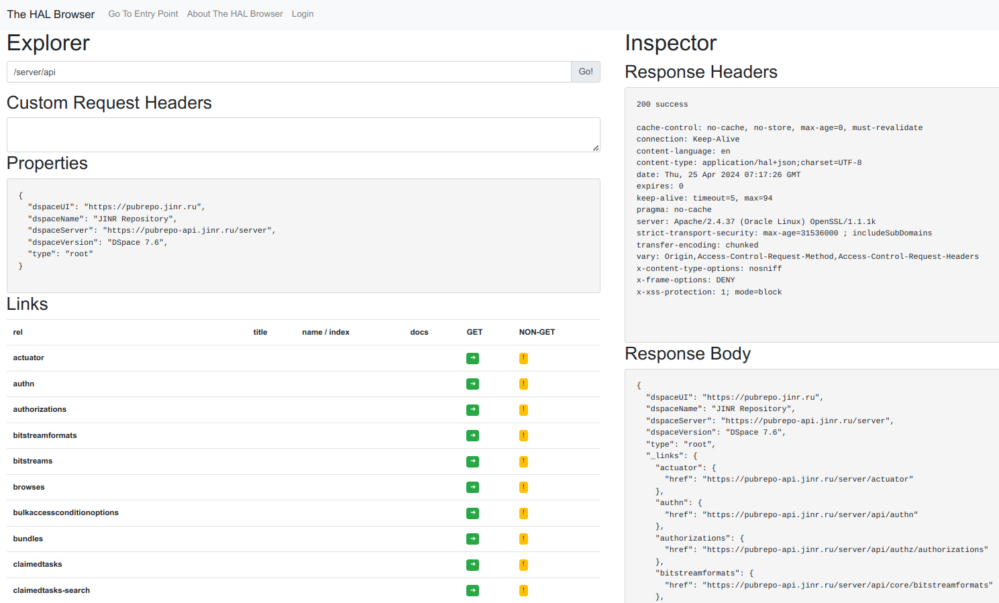 The HAL Browser Go To Entry Point About The HAL Browser Login
Explorer
/server/api Go!
Custom Request Headers
Properties
{
  "dspaceUI": "https://pubrepo.jinr.ru",
  "dspaceName": "JINR Repository",
  "dspaceServer": "https://pubrepo-api.jinr.ru/server",
  "dspaceVersion": "DSpace 7.6",
  "type": "root"
}
Links
rel title name / index docs GET NON-GET
actuator ➔ !
authn ➔ !
authorizations ➔ !
bitstreamformats ➔ !
bitstreams ➔ !
browses ➔ !
bulkaccessconditionoptions ➔ !
bundles ➔ !
claimedtasks ➔ !
claimedtasks-search ➔ !
Inspector
Response Headers
200 success
cache-control: no-cache, no-store, max-age=0, must-revalidate
connection: Keep-Alive
content-language: en
content-type: application/hal+json;charset=UTF-8
date: Thu, 25 Apr 2024 07:17:26 GMT
expires: 0
keep-alive: timeout=5, max=94
pragma: no-cache
server: Apache/2.4.37 (Oracle Linux) OpenSSL/1.1.1k
strict-transport-security: max-age=31536000 ; includeSubDomains
transfer-encoding: chunked
vary: Origin,Access-Control-Request-Method,Access-Control-Request-Headers
x-content-type-options: nosniff
x-frame-options: DENY
x-xss-protection: 1; mode=block
Response Body
{
  "dspaceUI": "https://pubrepo.jinr.ru",
  "dspaceName": "JINR Repository",
  "dspaceServer": "https://pubrepo-api.jinr.ru/server",
  "dspaceVersion": "DSpace 7.6",
  "type": "root",
  "_links": {
    "actuator": {
      "href": "https://pubrepo-api.jinr.ru/server/actuator"
    },
    "authn": {
      "href": "https://pubrepo-api.jinr.ru/server/api/authn"
    },
    "authorizations": {
      "href": "https://pubrepo-api.jinr.ru/server/api/authz/authorizations"
    },
    "bitstreamformats": {
      "href": "https://pubrepo-api.jinr.ru/server/api/core/bitstreamformats"
    },